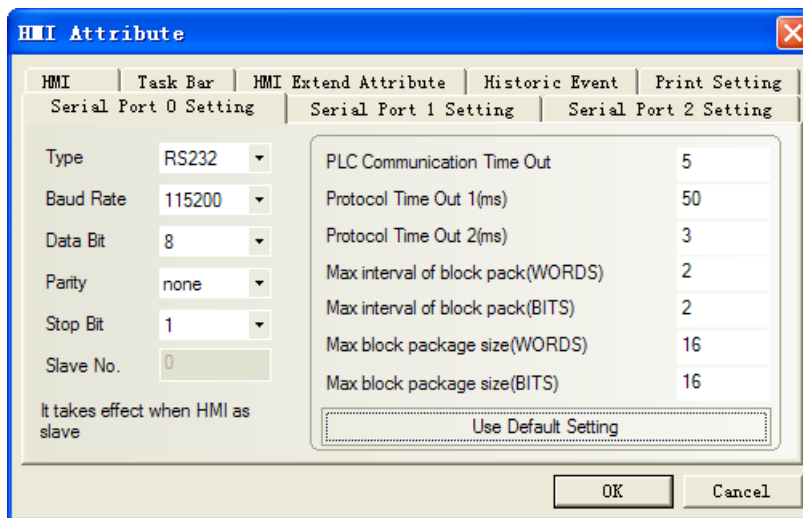 HMI Attribute
HMI
Task Bar
HMI Extend Attribute
Historic Event
Print Setting
Serial Port 0 Setting
Serial Port 1 Setting
Serial Port 2 Setting
Type
RS232
Baud Rate
115200
Data Bit
8
Parity
none
Stop Bit
1
Slave No.
0
It takes effect when HMI as
slave
PLC Communication Time Out
5
Protocol Time Out 1(ms)
50
Protocol Time Out 2(ms)
3
Max interval of block pack(WORDS)
2
Max interval of block pack(BITS)
2
Max block package size(WORDS)
16
Max block package size(BITS)
16
Use Default Setting
OK
Cancel